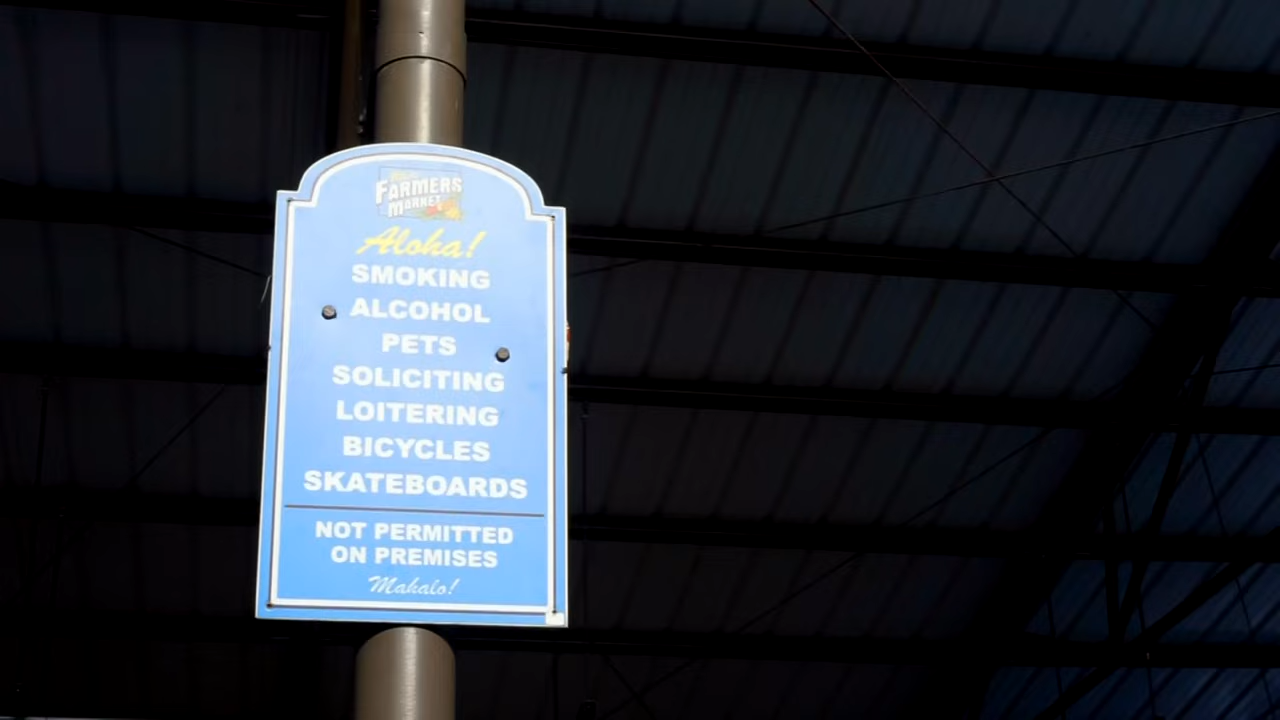 FARMERS
MARKET
Aloha!
SMOKING
ALCOHOL
PETS
SOLICITING
LOITERING
BICYCLES
SKATEBOARDS
NOT PERMITTED
ON PREMISES
Mahalo!